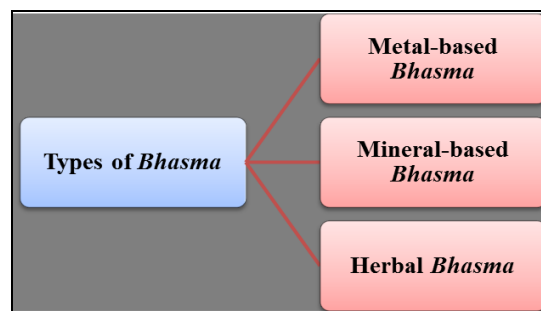 Types of Bhasma
Metal-based
Bhasma
Mineral-based
Bhasma
Herbal Bhasma